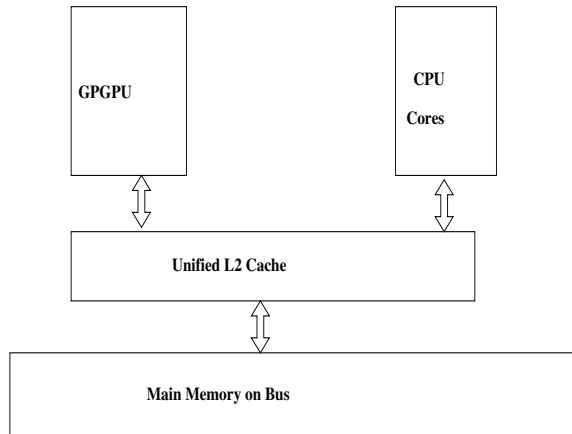 GPGPU
CPU
Cores
Unified L2 Cache
Main Memory on Bus